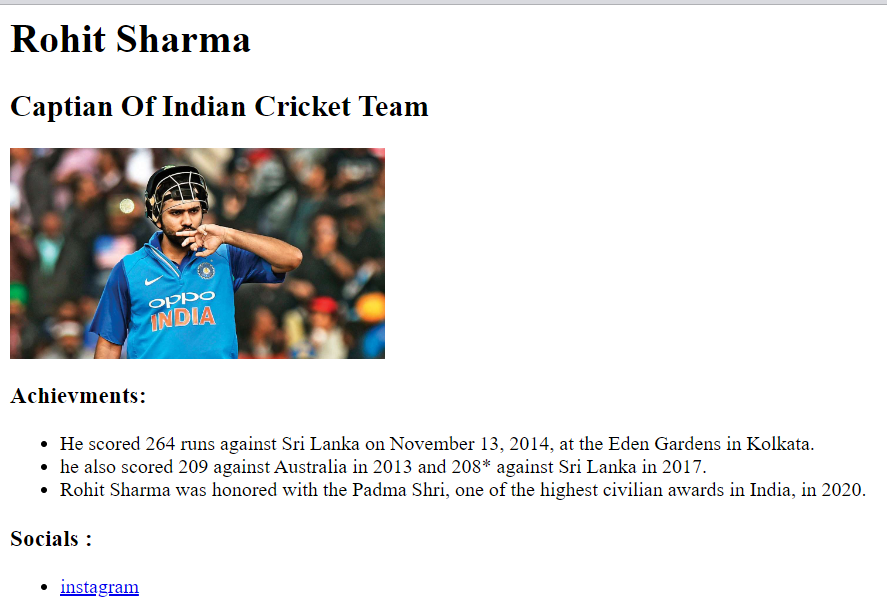 Rohit Sharma
Captian Of Indian Cricket Team
oppo
INDIA
Achievments:
He scored 264 runs against Sri Lanka on November 13, 2014, at the Eden Gardens in Kolkata.
he also scored 209 against Australia in 2013 and 208* against Sri Lanka in 2017.
Rohit Sharma was honored with the Padma Shri, one of the highest civilian awards in India, in 2020.
Socials :
instagram